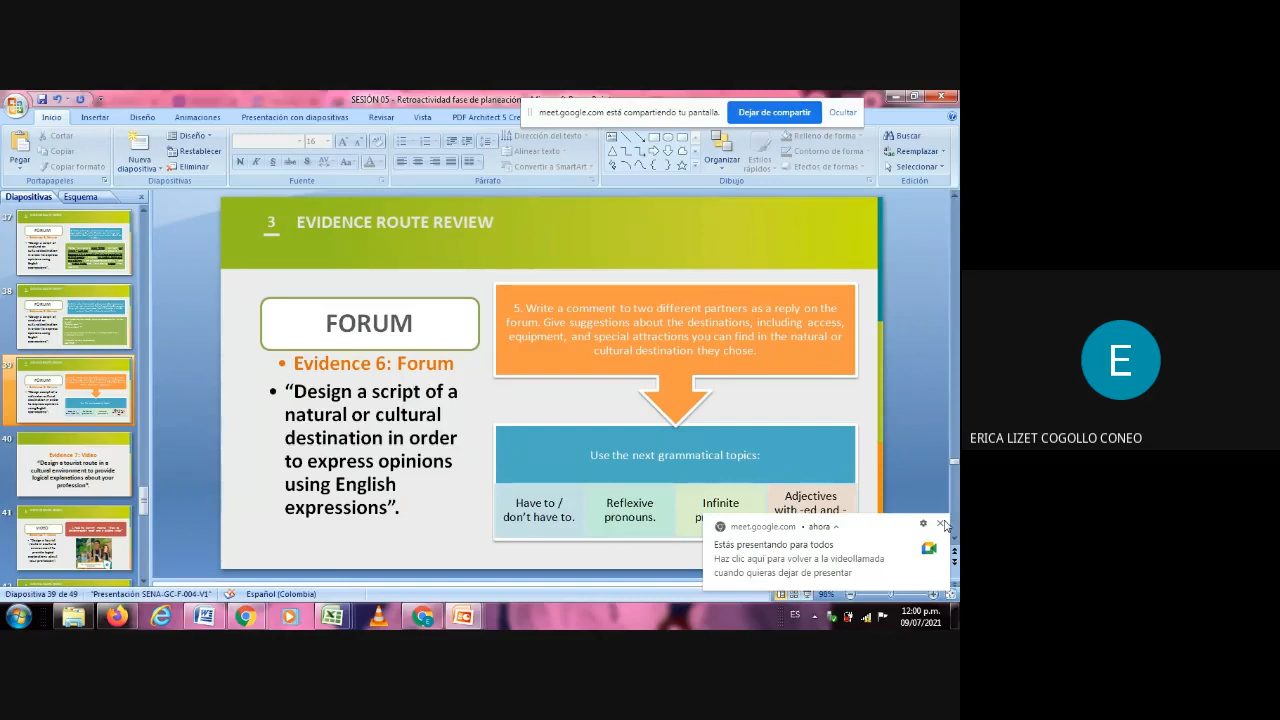 SESIÓN 05 - Retroactividad fase de planeación
meet.google.com está compartiendo tu pantalla.
Dejar de compartir
Ocultar
Inicio
Insertar
Diseño
Animaciones
Presentación con diapositivas
Revisar
Vista
PDF Architect 5 Cre
Pegar
Cortar
Copiar
Copiar formato
Portapapeles
Nueva
diapositiva
Diseño
Restablecer
Eliminar
Diapositivas
16
Fuente
Dirección del texto
Alinear texto
Convertir a SmartArt
Párrafo
Organizar
Estilos
rápidos
Relleno de forma
Contorno de forma
Efectos de formas
Dibujo
Buscar
Reemplazar
Seleccionar
Edición
Diapositivas
Esquema
37
38
39
40
41
FORUM
FORUM
FORUM
Evidence 7: Video
"Design a tourist route in a
cultural environment to provide
logical explanations about your
profession".
VIDEO
3 EVIDENCE ROUTE REVIEW
FORUM
• Evidence 6: Forum
• “Design a script of a
natural or cultural
destination in order
to express opinions
using English
expressions”.
5. Write a comment to two different partners as a reply on the
forum. Give suggestions about the destinations, including access,
equipment, and special attractions you can find in the natural or
cultural destination they chose.
Use the next grammatical topics:
Have to /
don’t have to.
Reflexive
pronouns.
Infinite
Adjectives
with -ed and -
meet.google.com • ahora
Estás presentando para todos
Haz clic aquí para volver a la videollamada
cuando quieras dejar de presentar
Diapositiva 39 de 49
"Presentación SENA-GC-F-004-V1"
Español (Colombia)
98%
ES
12:00 p.m.
09/07/2021
E
ERICA LIZET COGOLLO CONEO